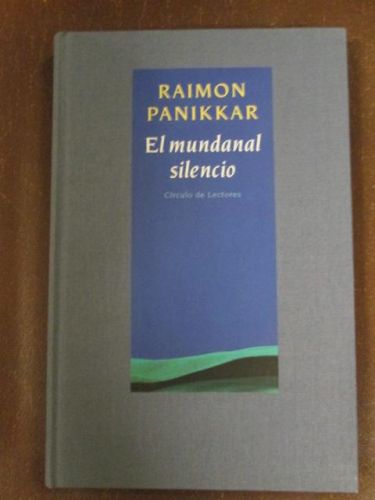 RAIMON
PANIKKAR
El mundanal
silencio
Círculo de Lectores